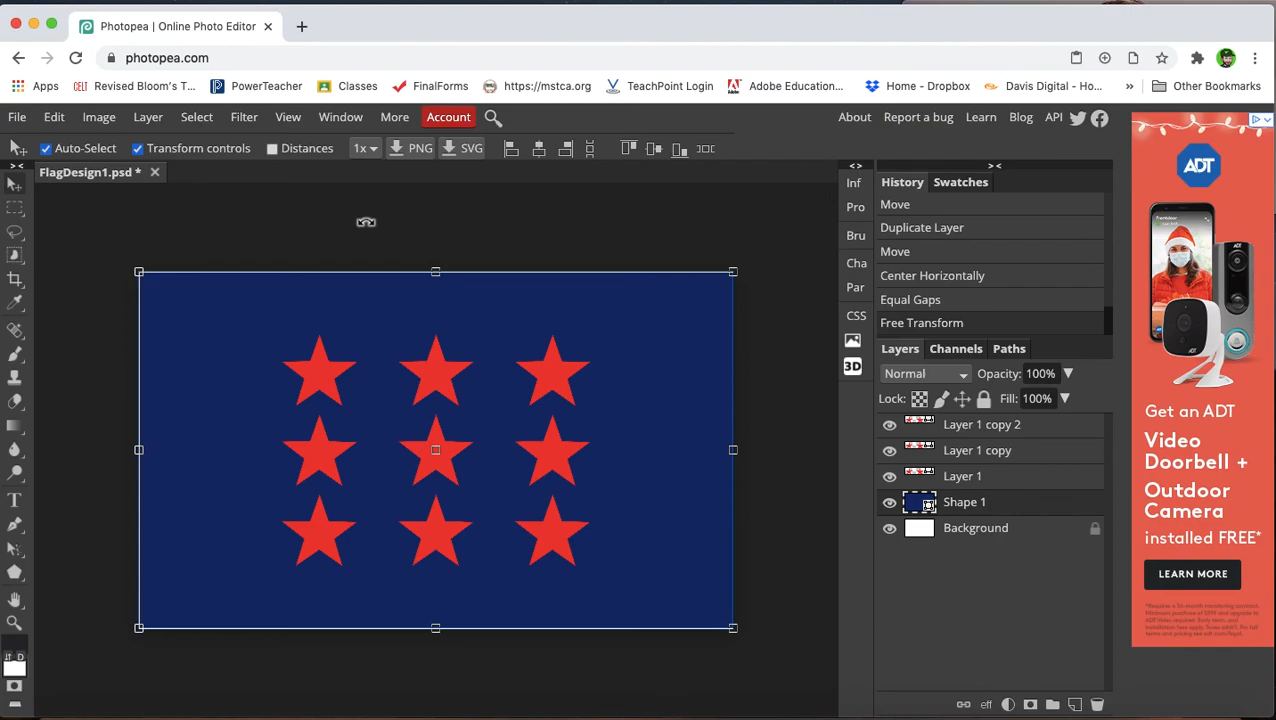 Photopea | Online Photo Editor
photopea.com
Apps CELT Revised Bloom's T... PowerTeacher Classes FinalForms https://mstca.org TeachPoint Login Adobe Education... Home - Dropbox Davis Digital - Ho... » Other Bookmarks
File Edit Image Layer Select Filter View Window More Account About Report a bug Learn Blog API
Auto-Select Transform controls Distances 1x PNG SVG
FlagDesign1.psd *
<> >< 
Inf
Pro
Bru
Cha
Par
CSS
3D
History Swatches
Move
Duplicate Layer
Move
Center Horizontally
Equal Gaps
Free Transform
Layers Channels Paths
Normal Opacity: 100%
Lock: Fill: 100%
Layer 1 copy 2
Layer 1 copy
Layer 1
Shape 1
Background
eff
D
ADT
Get an ADT
Video
Doorbell +
Outdoor
Camera
installed FREE*
LEARN MORE